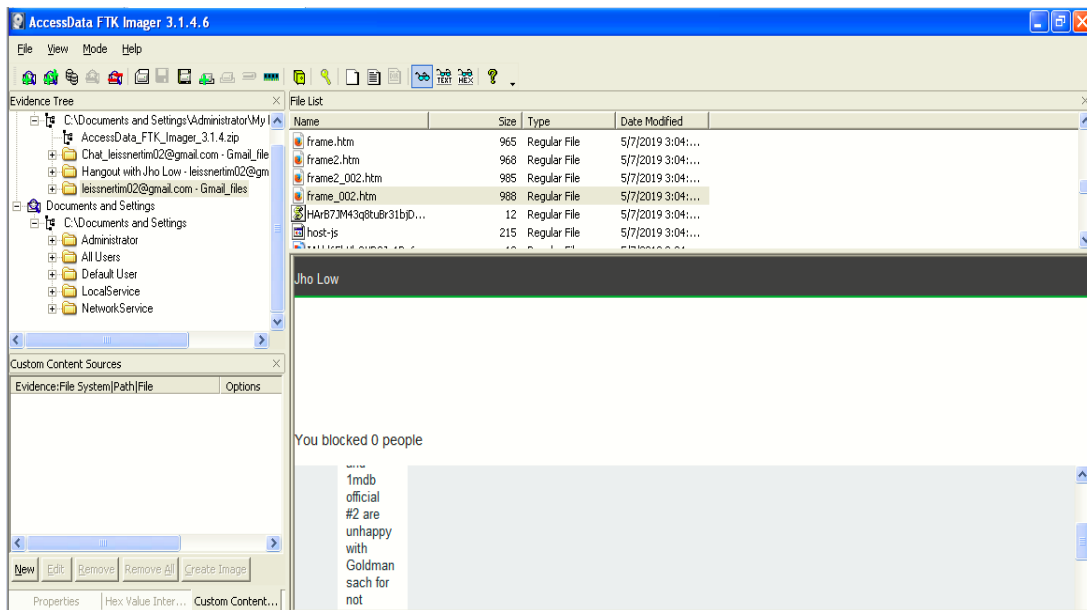 AccessData FTK Imager 3.1.4.6
File View Mode Help
TEXT HEX
Evidence Tree
C:\Documents and Settings\Administrator\My
AccessData_FTK_Imager_3.1.4.zip
Chat_leissnertim02@gmail.com - Gmail_file
Hangout with Jho Low - leissnertim02@gm
leissnertim02@gmail.com - Gmail_files
Documents and Settings
C:\Documents and Settings
Administrator
All Users
Default User
LocalService
NetworkService
Custom Content Sources
Evidence:File System|Path|File Options
New Edit Remove Remove All Create Image
Properties Hex Value Inter... Custom Content...
File List
Name Size Type Date Modified
frame.htm 965 Regular File 5/7/2019 3:04:...
frame2.htm 968 Regular File 5/7/2019 3:04:...
frame2_002.htm 985 Regular File 5/7/2019 3:04:...
frame_002.htm 988 Regular File 5/7/2019 3:04:...
HArB7JM43q8tuBr31bjD... 12 Regular File 5/7/2019 3:04:...
host-js 215 Regular File 5/7/2019 3:04:...
Jho Low
You blocked 0 people
and
1mdb
official
#2 are
unhappy
with
Goldman
sach for
not